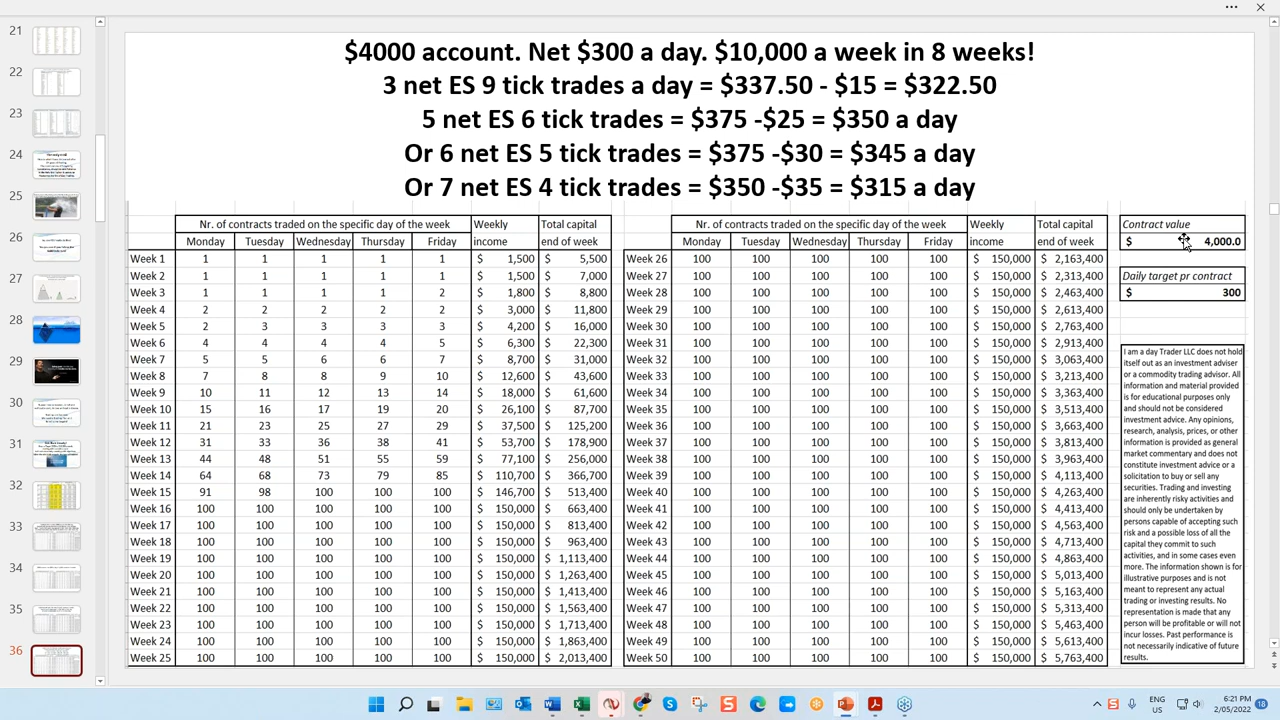 $4000 account. Net $300 a day. $10,000 a week in 8 weeks!
3 net ES 9 tick trades a day = $337.50 - $15 = $322.50
5 net ES 6 tick trades = $375 -$25 = $350 a day
Or 6 net ES 5 tick trades = $375 -$30 = $345 a day
Or 7 net ES 4 tick trades = $350 -$35 = $315 a day
Nr. of contracts traded on the specific day of the week Weekly Total capital
Monday Tuesday Wednesday Thursday Friday income end of week
Week 1 1 1 1 1 1 $ 1,500 $ 5,500
Week 2 1 1 1 1 1 $ 1,500 $ 7,000
Week 3 1 1 1 1 2 $ 1,800 $ 8,800
Week 4 2 2 2 2 2 $ 3,000 $ 11,800
Week 5 2 3 3 3 3 $ 4,200 $ 16,000
Week 6 4 4 4 4 5 $ 6,300 $ 22,300
Week 7 5 5 6 6 7 $ 8,700 $ 31,000
Week 8 7 8 8 9 10 $ 12,600 $ 43,600
Week 9 10 11 12 13 14 $ 18,000 $ 61,600
Week 10 15 16 17 19 20 $ 26,100 $ 87,700
Week 11 21 23 25 27 29 $ 37,500 $ 125,200
Week 12 31 33 36 38 41 $ 53,700 $ 178,900
Week 13 44 48 51 55 59 $ 77,100 $ 256,000
Week 14 64 68 73 79 85 $ 110,700 $ 366,700
Week 15 91 98 100 100 100 $ 146,700 $ 513,400
Week 16 100 100 100 100 100 $ 150,000 $ 663,400
Week 17 100 100 100 100 100 $ 150,000 $ 813,400
Week 18 100 100 100 100 100 $ 150,000 $ 963,400
Week 19 100 100 100 100 100 $ 150,000 $ 1,113,400
Week 20 100 100 100 100 100 $ 150,000 $ 1,263,400
Week 21 100 100 100 100 100 $ 150,000 $ 1,413,400
Week 22 100 100 100 100 100 $ 150,000 $ 1,563,400
Week 23 100 100 100 100 100 $ 150,000 $ 1,713,400
Week 24 100 100 100 100 100 $ 150,000 $ 1,863,400
Week 25 100 100 100 100 100 $ 150,000 $ 2,013,400
Nr. of contracts traded on the specific day of the week Weekly Total capital
Monday Tuesday Wednesday Thursday Friday income end of week
Week 26 100 100 100 100 100 $ 150,000 $ 2,163,400
Week 27 100 100 100 100 100 $ 150,000 $ 2,313,400
Week 28 100 100 100 100 100 $ 150,000 $ 2,463,400
Week 29 100 100 100 100 100 $ 150,000 $ 2,613,400
Week 30 100 100 100 100 100 $ 150,000 $ 2,763,400
Week 31 100 100 100 100 100 $ 150,000 $ 2,913,400
Week 32 100 100 100 100 100 $ 150,000 $ 3,063,400
Week 33 100 100 100 100 100 $ 150,000 $ 3,213,400
Week 34 100 100 100 100 100 $ 150,000 $ 3,363,400
Week 35 100 100 100 100 100 $ 150,000 $ 3,513,400
Week 36 100 100 100 100 100 $ 150,000 $ 3,663,400
Week 37 100 100 100 100 100 $ 150,000 $ 3,813,400
Week 38 100 100 100 100 100 $ 150,000 $ 3,963,400
Week 39 100 100 100 100 100 $ 150,000 $ 4,113,400
Week 40 100 100 100 100 100 $ 150,000 $ 4,263,400
Week 41 100 100 100 100 100 $ 150,000 $ 4,413,400
Week 42 100 100 100 100 100 $ 150,000 $ 4,563,400
Week 43 100 100 100 100 100 $ 150,000 $ 4,713,400
Week 44 100 100 100 100 100 $ 150,000 $ 4,863,400
Week 45 100 100 100 100 100 $ 150,000 $ 5,013,400
Week 46 100 100 100 100 100 $ 150,000 $ 5,163,400
Week 47 100 100 100 100 100 $ 150,000 $ 5,313,400
Week 48 100 100 100 100 100 $ 150,000 $ 5,463,400
Week 49 100 100 100 100 100 $ 150,000 $ 5,613,400
Week 50 100 100 100 100 100 $ 150,000 $ 5,763,400
Contract value
$ 4,000.0
Daily target pr contract
$ 300
I am a day Trader LLC does not hold
itself out as an investment adviser
or a commodity trading advisor. All
information and material provided
is for educational purposes only
and should not be considered
investment advice. Any opinions,
research, analysis, prices, or other
information is provided as general
market commentary and does not
constitute investment advice or a
solicitation to buy or sell any
securities. Trading and investing
are inherently risky activities and
should only be undertaken by
persons capable of accepting such
risk and a possible loss of all the
capital they commit to such
activities, and in some cases even
more. The information shown is for
illustrative purposes and is not
meant to represent any actual
trading or investing results. No
representation is made that any
person will be profitable or will not
incur losses. Past performance is
not necessarily indicative of future
results.
21
22
23
24
25
26
27
28
29
30
31
32
33
34
35
36
ENG
US
6:21 PM
2/05/2022
18